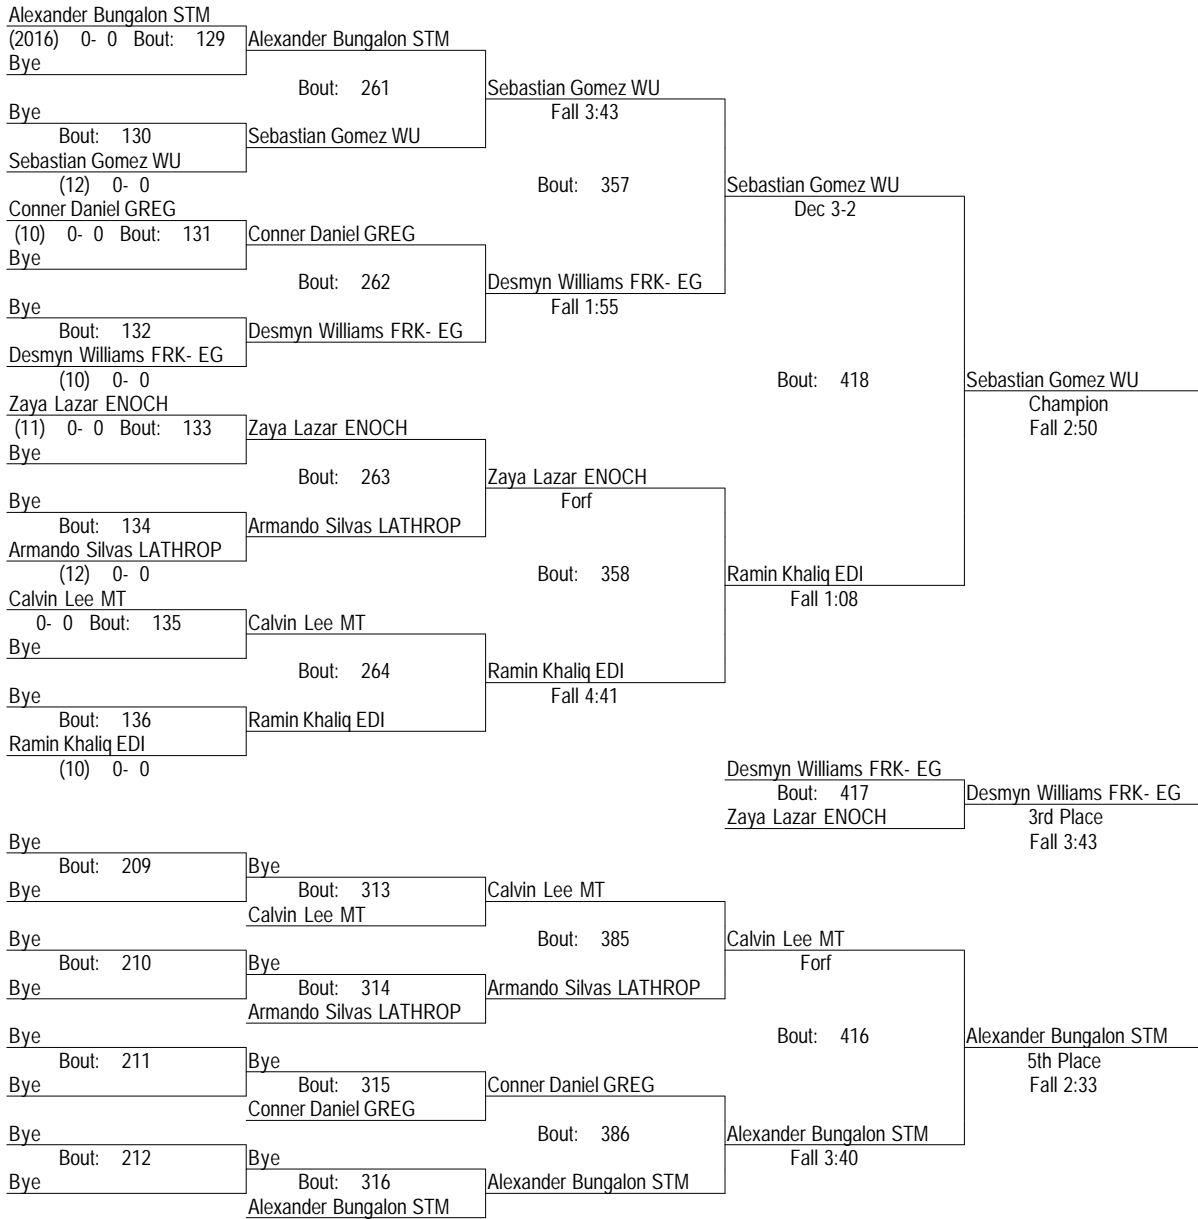 Alexander Bungalon STM
(2016) 0- 0 Bout: 129
Bye
Alexander Bungalon STM
Bout: 261
Bye
Bout: 130
Sebastian Gomez WU
(12) 0- 0
Sebastian Gomez WU
Sebastian Gomez WU
Fall 3:43
Bout: 357
Conner Daniel GREG
(10) 0- 0 Bout: 131
Bye
Conner Daniel GREG
Bout: 262
Bye
Bout: 132
Desmyn Williams FRK- EG
(10) 0- 0
Desmyn Williams FRK- EG
Desmyn Williams FRK- EG
Fall 1:55
Sebastian Gomez WU
Dec 3-2
Bout: 418
Zaya Lazar ENOCH
(11) 0- 0 Bout: 133
Bye
Zaya Lazar ENOCH
Bout: 263
Bye
Bout: 134
Armando Silvas LATHROP
(12) 0- 0
Armando Silvas LATHROP
Zaya Lazar ENOCH
Forf
Bout: 358
Calvin Lee MT
0- 0 Bout: 135
Bye
Calvin Lee MT
Bout: 264
Bye
Bout: 136
Ramin Khaliq EDI
(10) 0- 0
Ramin Khaliq EDI
Ramin Khaliq EDI
Fall 4:41
Ramin Khaliq EDI
Fall 1:08
Sebastian Gomez WU
Champion
Fall 2:50
Desmyn Williams FRK- EG
Bout: 417
Zaya Lazar ENOCH
Desmyn Williams FRK- EG
3rd Place
Fall 3:43
Bye
Bout: 209
Bye
Bye
Bout: 313
Calvin Lee MT
Calvin Lee MT
Bout: 385
Bye
Bout: 210
Bye
Bye
Bout: 314
Armando Silvas LATHROP
Armando Silvas LATHROP
Calvin Lee MT
Forf
Bout: 416
Bye
Bout: 211
Bye
Bye
Bout: 315
Conner Daniel GREG
Conner Daniel GREG
Bout: 386
Bye
Bout: 212
Bye
Bye
Bout: 316
Alexander Bungalon STM
Alexander Bungalon STM
Alexander Bungalon STM
Fall 3:40
Alexander Bungalon STM
5th Place
Fall 2:33